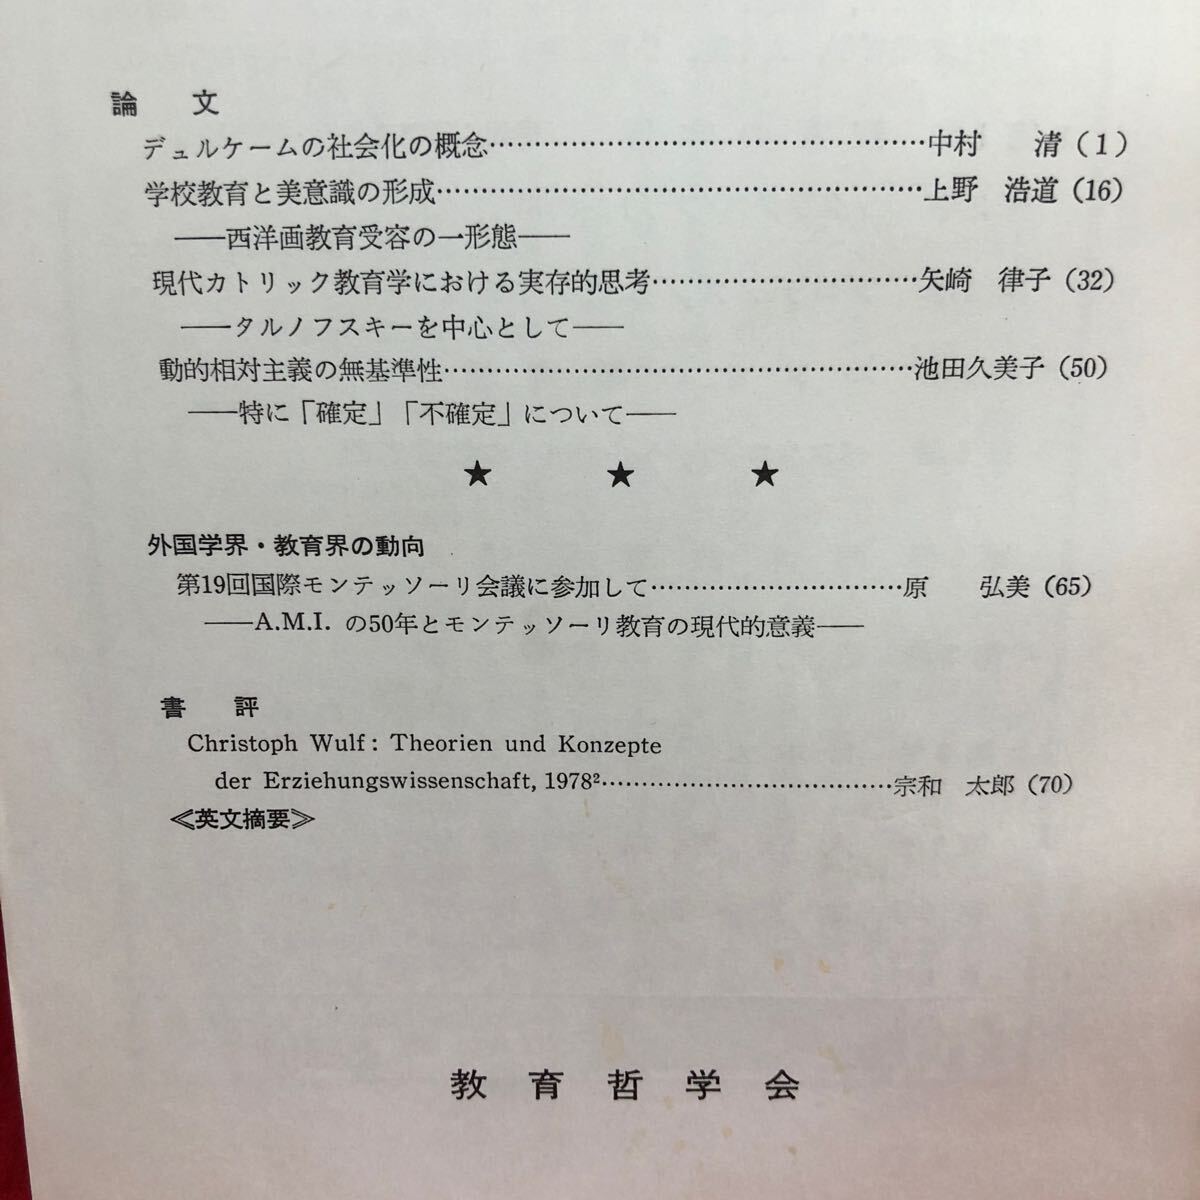 論　文
デュルケームの社会化の概念……………………………………………中村　清（1）
学校教育と美意識の形成…………………………………………………上野　浩道（16）
――西洋画教育受容の一形態――
現代カトリック教育学における実存的思考…………………………矢崎　律子（32）
――タルノフスキーを中心として――
動的相対主義の無基準性………………………………………………池田久美子（50）
――特に「確定」「不確定」について――
★　★　★
外国学界・教育界の動向
第19回国際モンテッソーリ会議に参加して…………………………原　弘美（65）
――A.M.I. の50年とモンテッソーリ教育の現代的意義――
書　評
Christoph Wulf: Theorien und Konzepte
der Erziehungswissenschaft, 1978²……………………………宗和　太郎（70）
≪英文摘要≫
教育哲学会